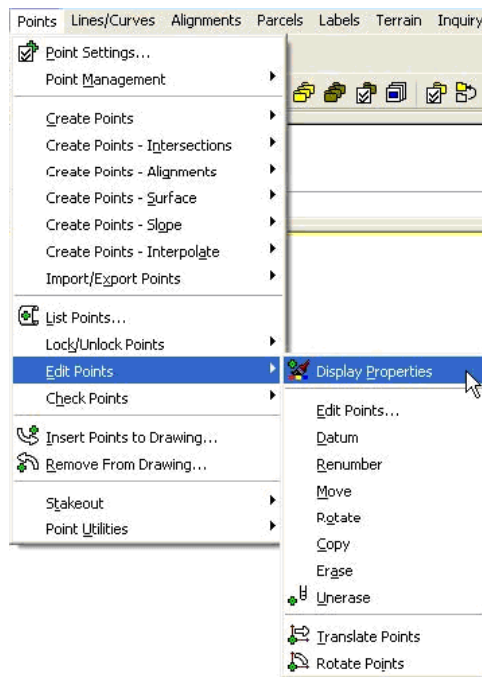 Points Lines/Curves Alignments Parcels Labels Terrain Inquiry
Point Settings...
Point Management
Create Points
Create Points - Intersections
Create Points - Alignments
Create Points - Surface
Create Points - Slope
Create Points - Interpolate
Import/Export Points
List Points...
Lock/Unlock Points
Edit Points
Check Points
Insert Points to Drawing...
Remove From Drawing...
Stakeout
Point Utilities
Display Properties
Edit Points...
Datum
Renumber
Move
Rotate
Copy
Erase
Unerase
Translate Points
Rotate Points